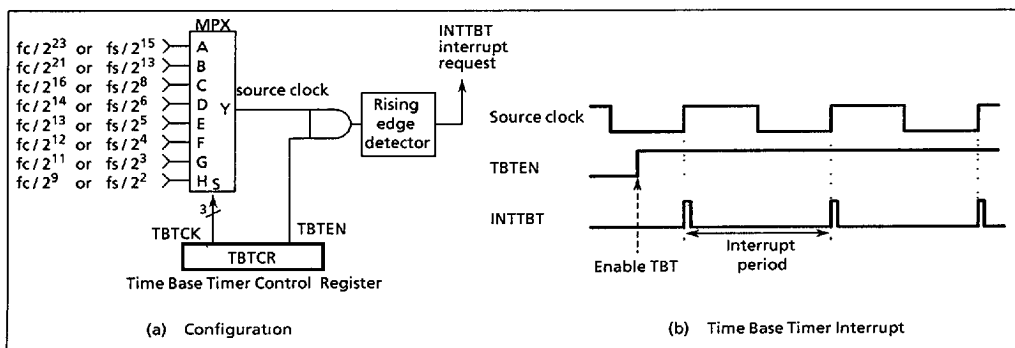 MPX
fc/2^23 or fs/2^15 A
fc/2^21 or fs/2^13 B
fc/2^16 or fs/2^8 C
fc/2^14 or fs/2^6 D Y
fc/2^13 or fs/2^5 E
fc/2^12 or fs/2^4 F
fc/2^11 or fs/2^3 G
fc/2^9 or fs/2^2 H S
source clock
Rising
edge
detector
INTTBT
interrupt
request
3
TBTCK
TBTEN
TBTCR
Time Base Timer Control Register
(a) Configuration
Source clock
TBTEN
INTTBT
Enable TBT
Interrupt
period
(b) Time Base Timer Interrupt